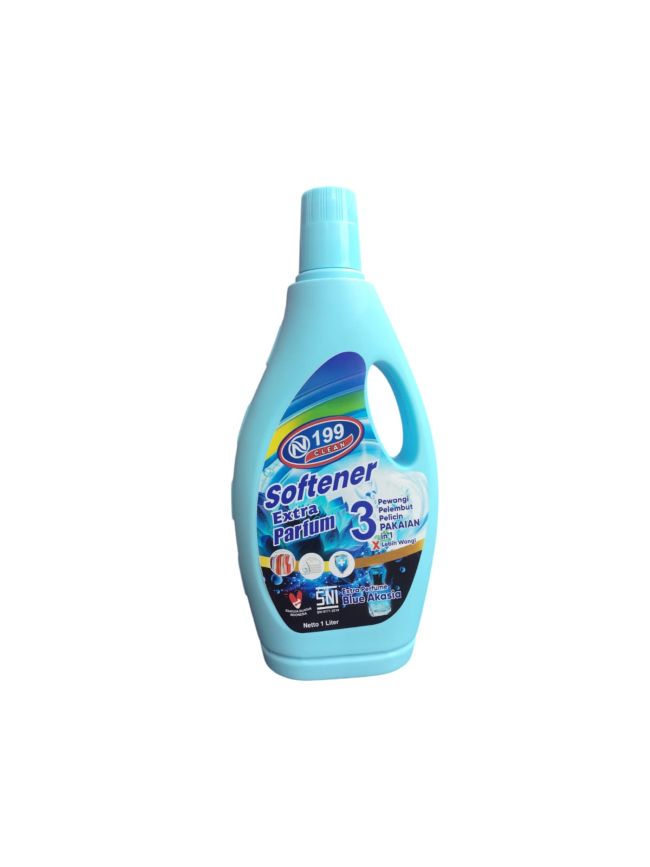 N 199
CLEAN
Softener
Extra
Parfum
3
Pewangi
Pelembut
Pelicin
PAKAIAN
in 1
X Lebih Wangi
SNI
Extra Perfume
Blue Akasia
Netto 1 Liter